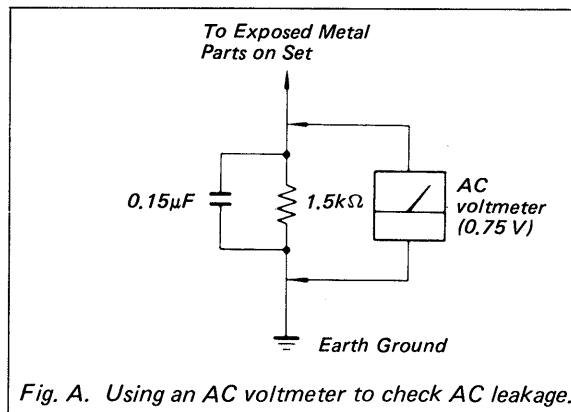 To Exposed Metal
Parts on Set
0.15μF
1.5kΩ
AC
voltmeter
(0.75 V)
Earth Ground
Fig. A. Using an AC voltmeter to check AC leakage.